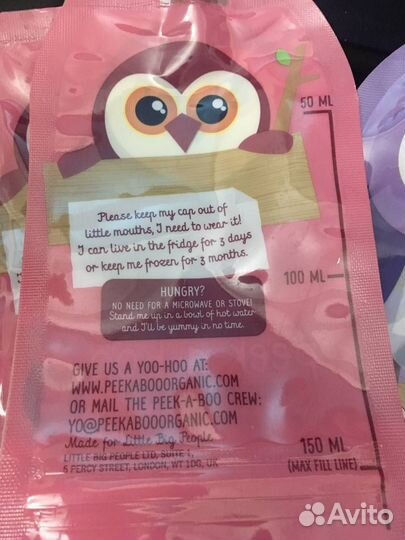 50 ML
Please keep my cap out of
little mouths, I need to wear it!
I can live in the fridge for 3 days
or keep me frozen for 3 months.
100 ML
HUNGRY?
NO NEED FOR A MICROWAVE OR STOVE!
Stand me up in a bowl of hot water
and I'll be yummy in no time.
GIVE US A YOO-HOO AT:
WWW.PEEKABOOORGANIC.COM
OR MAIL THE PEEK-A-BOO CREW:
YO@PEEKABOOORGANIC.COM
Made for Little Big People
LITTLE BIG PEOPLE LTD, SUITE 1,
6 PERCY STREET, LONDON, W1T 1DG, UK
150 ML
(MAX FILL LINE)
Avito